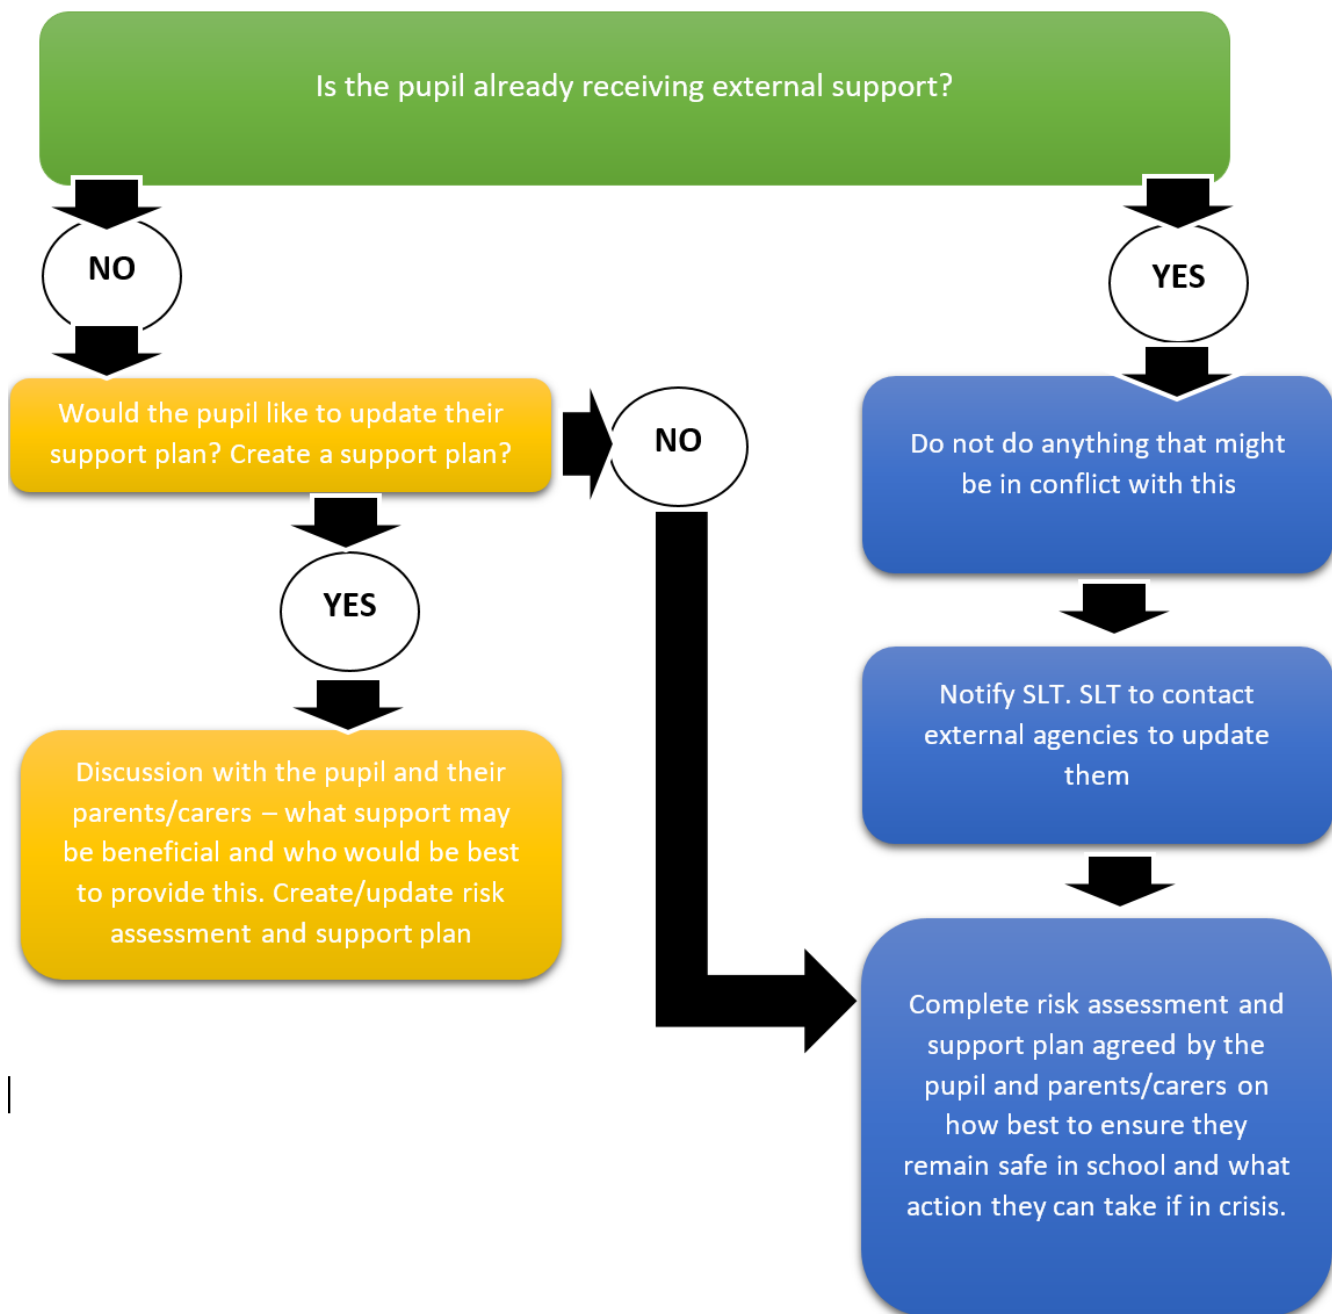 Is the pupil already receiving external support?
NO
YES
Would the pupil like to update their
support plan? Create a support plan?
NO
Do not do anything that might
be in conflict with this
YES
Notify SLT. SLT to contact
external agencies to update
them
Discussion with the pupil and their
parents/carers – what support may
be beneficial and who would be best
to provide this. Create/update risk
assessment and support plan
Complete risk assessment and
support plan agreed by the
pupil and parents/carers on
how best to ensure they
remain safe in school and what
action they can take if in crisis.